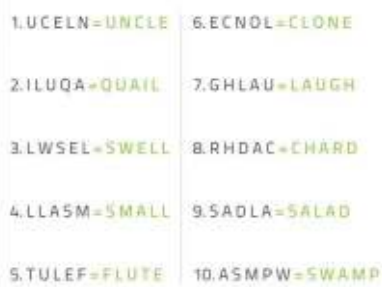 1.UCELN=UNCLE
2.ILUQA=QUAIL
3.LWSEL=SWELL
4.LLASM=SMALL
5.TULEF=FLUTE
6.ECNOL=CLONE
7.GHLAU=LAUGH
8.RHDAC=CHARD
9.SADLA=SALAD
10.ASMPW=SWAMP